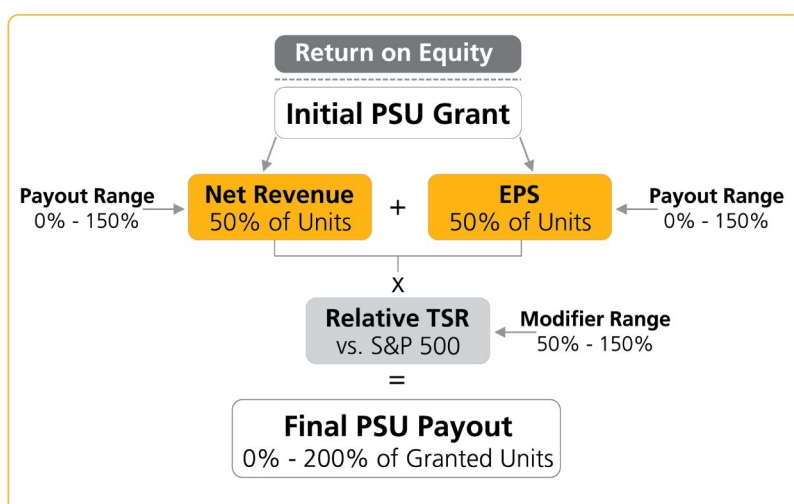 Return on Equity
Initial PSU Grant
Payout Range
0% - 150%
Net Revenue
50% of Units
+
EPS
50% of Units
Payout Range
0% - 150%
x
Relative TSR
vs. S&P 500
Modifier Range
50% - 150%
=
Final PSU Payout
0% - 200% of Granted Units